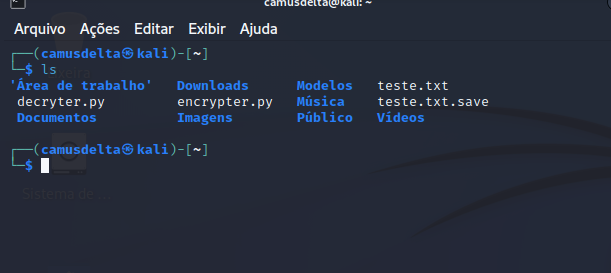 camusdelta@kali: ~
Arquivo Ações Editar Exibir Ajuda
┌──(camusdelta㉿kali)-[~]
└─$ ls
'Área de trabalho' Downloads Modelos teste.txt
decryter.py encrypter.py Música teste.txt.save
Documentos Imagens Público Vídeos
┌──(camusdelta㉿kali)-[~]
└─$
Sistema de ...